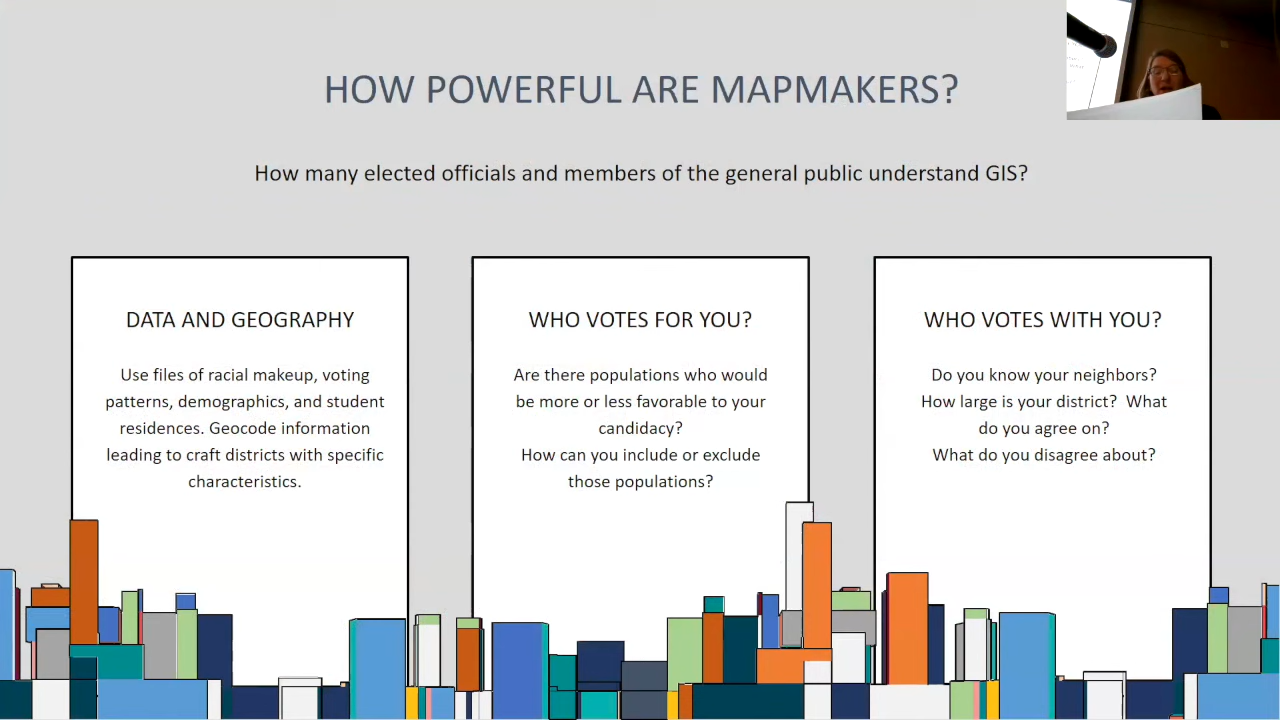 HOW POWERFUL ARE MAPMAKERS?
How many elected officials and members of the general public understand GIS?
DATA AND GEOGRAPHY
Use files of racial makeup, voting
patterns, demographics, and student
residences. Geocode information
leading to craft districts with specific
characteristics.
WHO VOTES FOR YOU?
Are there populations who would
be more or less favorable to your
candidacy?
How can you include or exclude
those populations?
WHO VOTES WITH YOU?
Do you know your neighbors?
How large is your district?  What
do you agree on?
What do you disagree about?